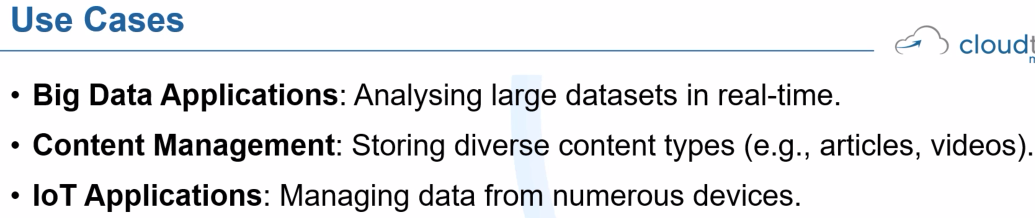 Use Cases
cloud
• Big Data Applications: Analysing large datasets in real-time.
• Content Management: Storing diverse content types (e.g., articles, videos).
• IoT Applications: Managing data from numerous devices.